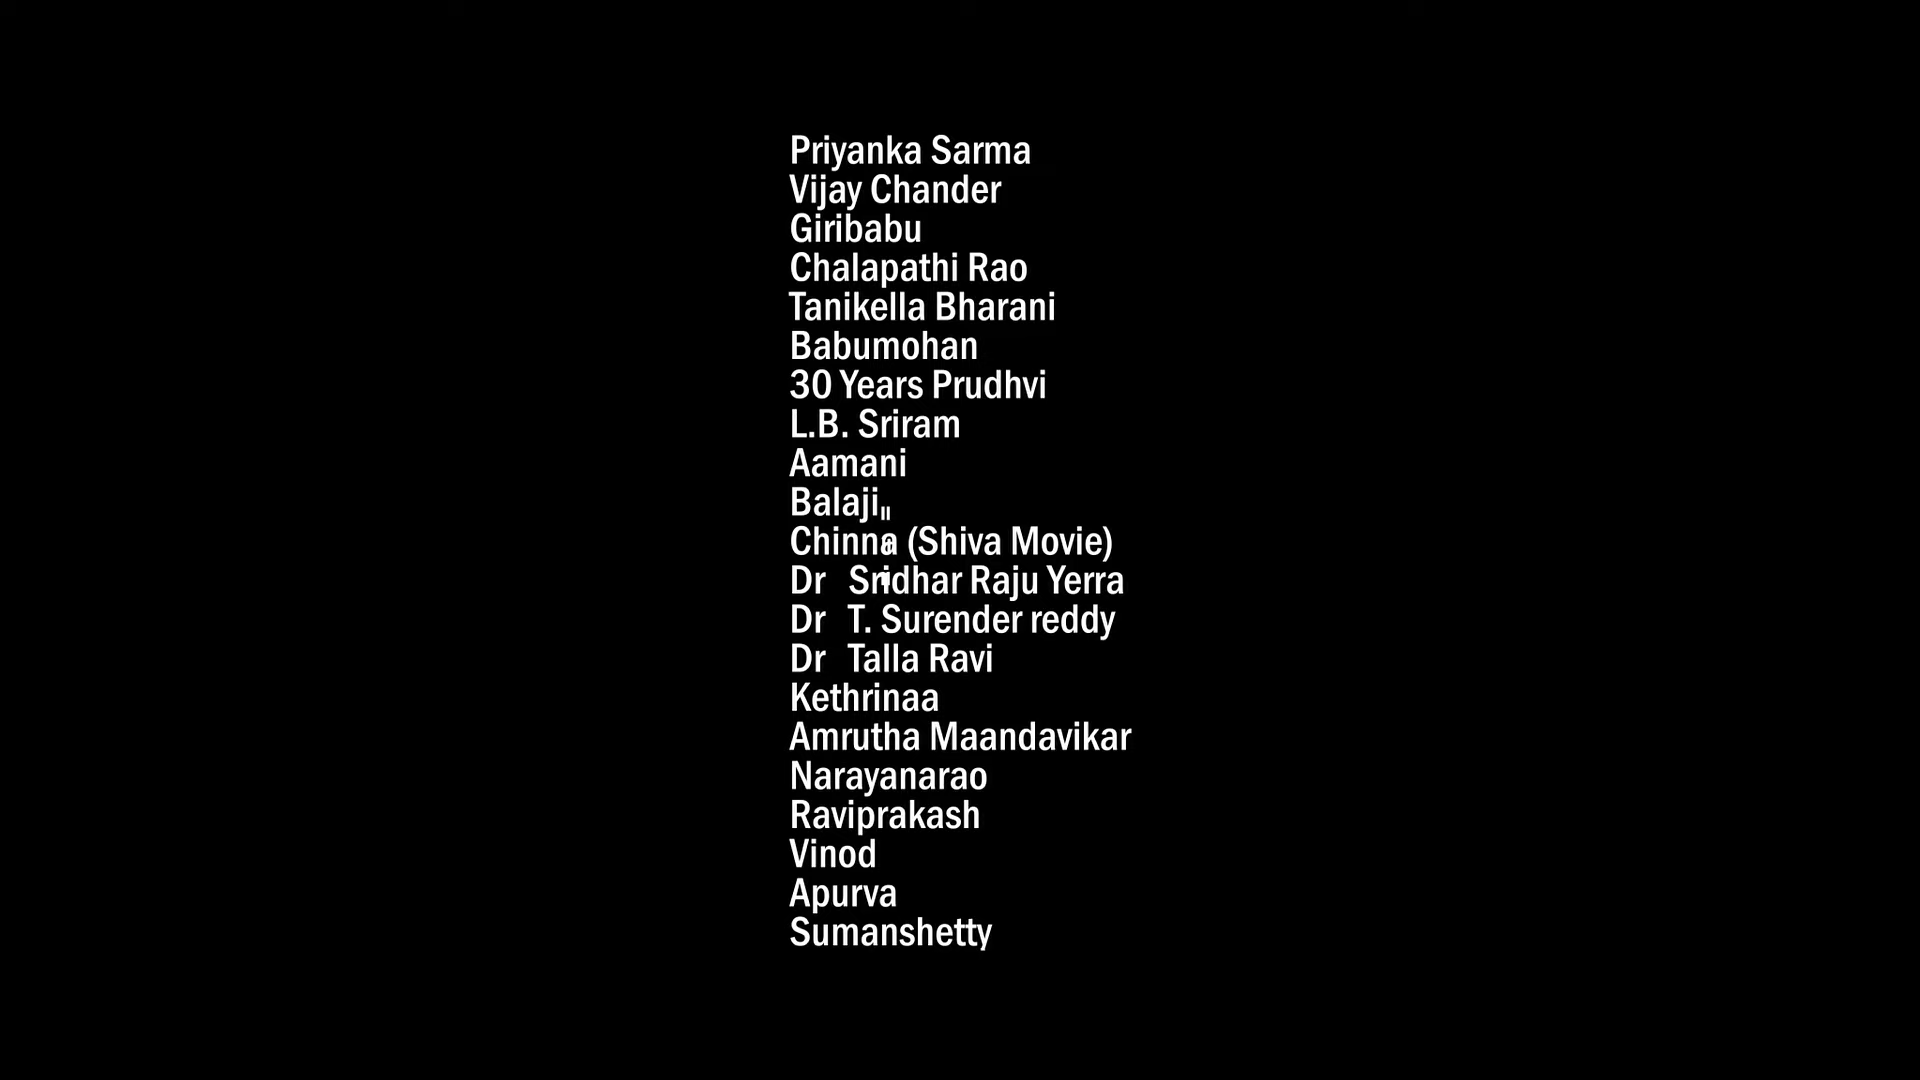 Priyanka Sarma
Vijay Chander
Giribabu
Chalapathi Rao
Tanikella Bharani
Babumohan
30 Years Prudhvi
L.B. Sriram
Aamani
Balaji
Chinna (Shiva Movie)
Dr Sridhar Raju Yerra
Dr T. Surender reddy
Dr Talla Ravi
Kethrinaa
Amrutha Maandavikar
Narayanarao
Raviprakash
Vinod
Apurva
Sumanshetty